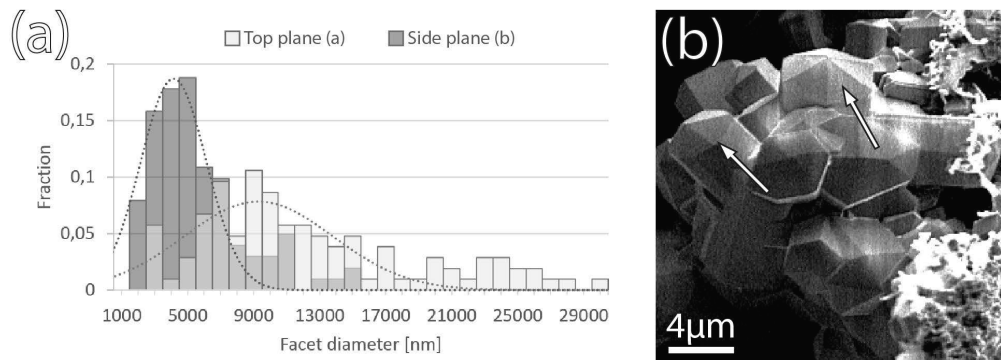 (a)
Top plane (a) Side plane (b)
Fraction
0,2
0,15
0,1
0,05
0
1000 5000 9000 13000 17000 21000 25000 29000
Facet diameter [nm]
(b)
4µm